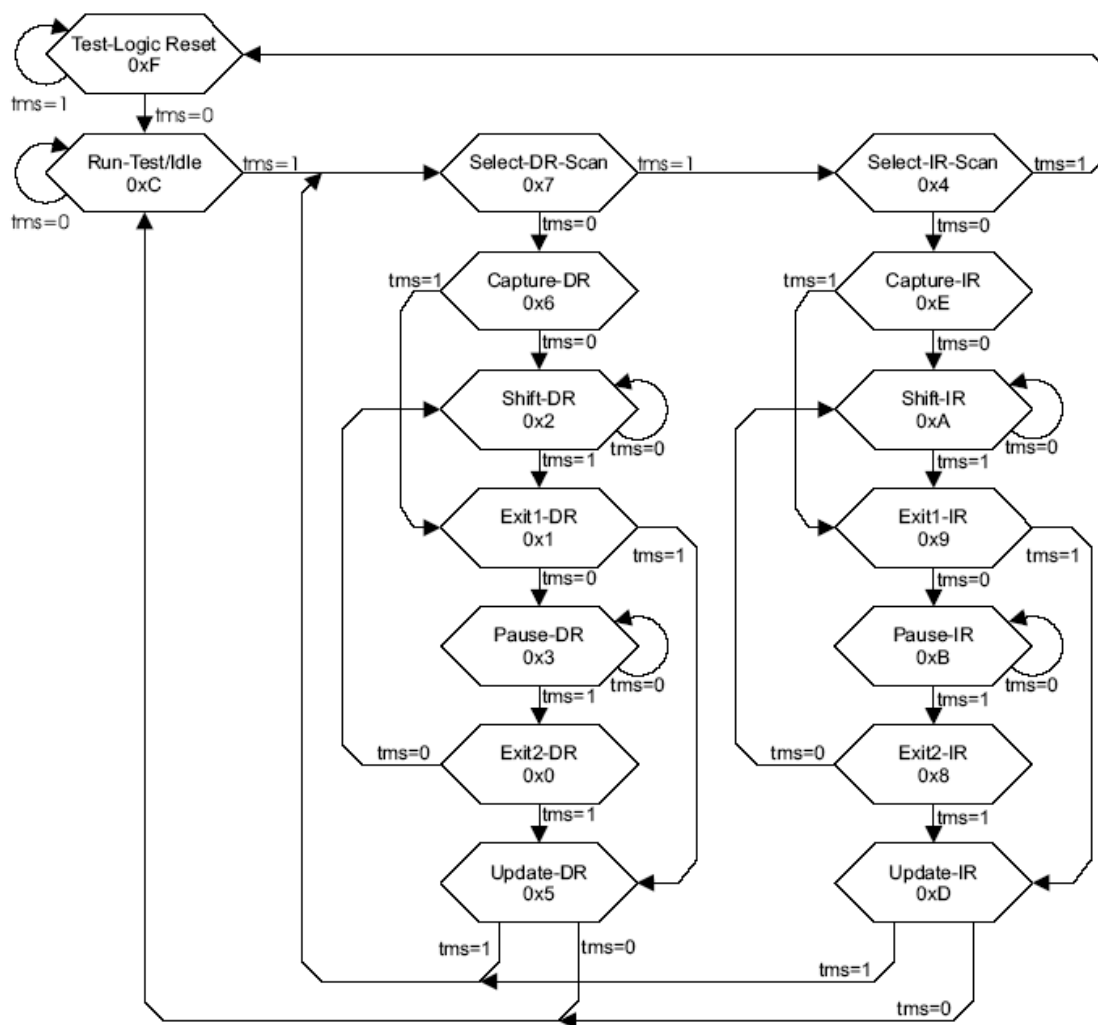 Test-Logic Reset
0xF
tms=1
tms=0
Run-Test/Idle
0xC
tms=1
tms=0
Select-DR-Scan
0x7
tms=1
tms=0
Select-IR-Scan
0x4
tms=1
tms=0
tms=1
Capture-DR
0x6
tms=0
tms=1
Capture-IR
0xE
tms=0
Shift-DR
0x2
tms=0
tms=1
Shift-IR
0xA
tms=0
tms=1
Exit1-DR
0x1
tms=1
tms=0
Exit1-IR
0x9
tms=1
tms=0
Pause-DR
0x3
tms=0
tms=1
Pause-IR
0xB
tms=0
tms=1
tms=0
Exit2-DR
0x0
tms=1
tms=0
Exit2-IR
0x8
tms=1
Update-DR
0x5
tms=1
tms=0
Update-IR
0xD
tms=1
tms=0